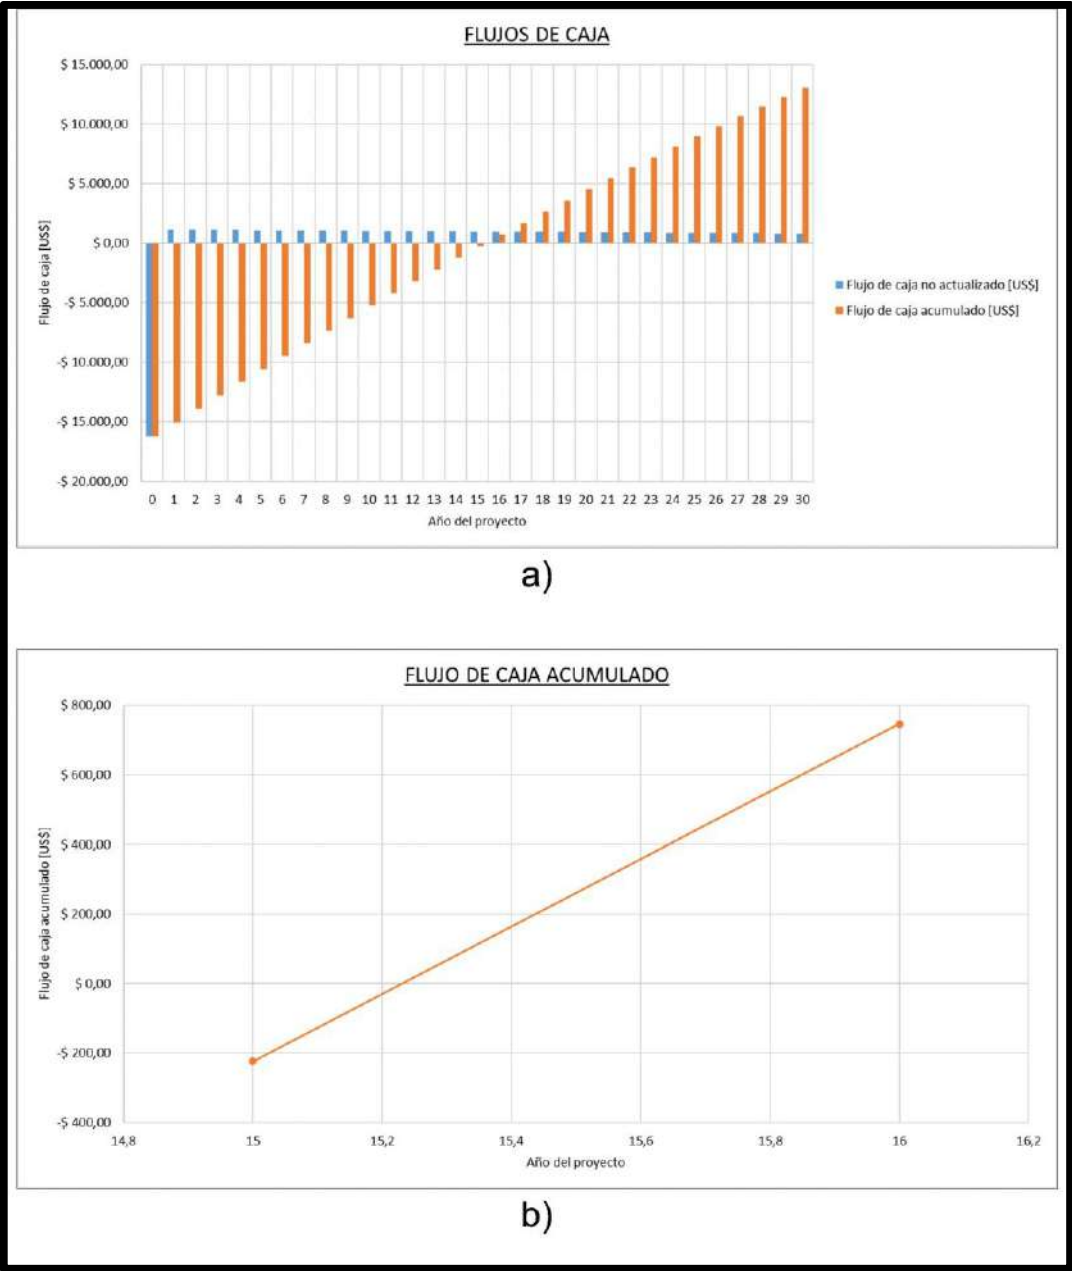 FLUJOS DE CAJA
$ 15.000,00
$ 10.000,00
$ 5.000,00
$ 0,00
-$ 5.000,00
-$ 10.000,00
-$ 15.000,00
-$ 20.000,00
Flujo de caja [US$]
0 1 2 3 4 5 6 7 8 9 10 11 12 13 14 15 16 17 18 19 20 21 22 23 24 25 26 27 28 29 30
Año del proyecto
Flujo de caja no actualizado [US$]
Flujo de caja acumulado [US$]
a)
FLUJO DE CAJA ACUMULADO
$ 800,00
$ 600,00
$ 400,00
$ 200,00
$ 0,00
-$ 200,00
-$ 400,00
Flujo de caja acumulado [US$]
14,8 15 15,2 15,4 15,6 15,8 16 16,2
Año del proyecto
b)